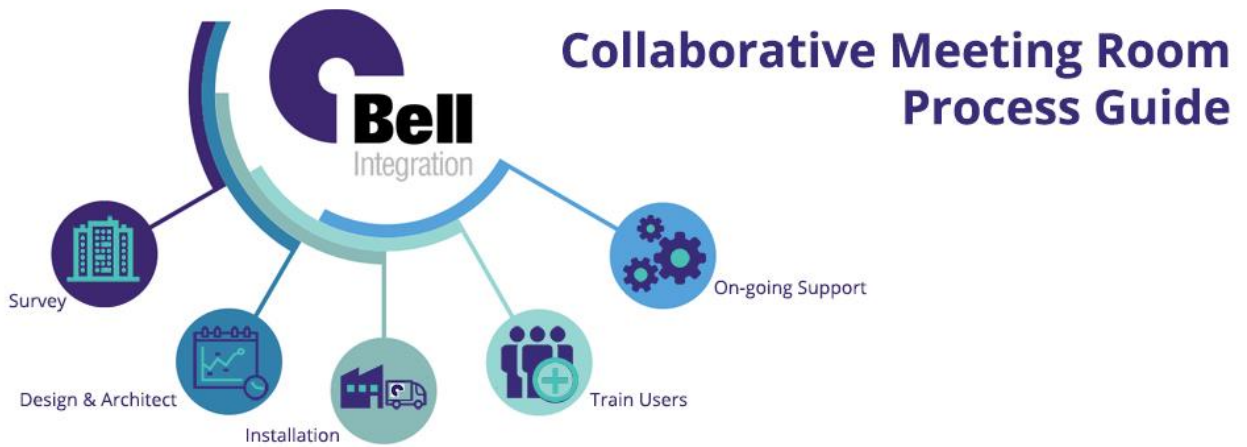 Collaborative Meeting Room
Process Guide
Bell
Integration
Survey
Design & Architect
Installation
Train Users
On-going Support